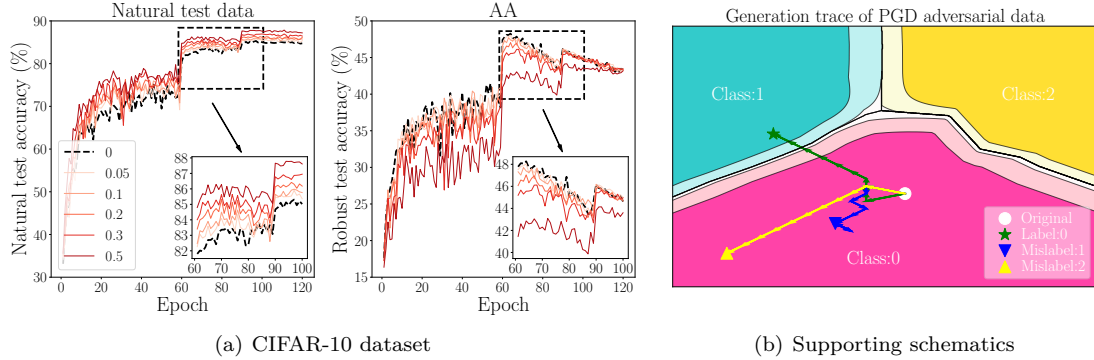 Natural test data
Natural test accuracy (%)
90
80
70
60
50
40
30
0
0.05
0.1
0.2
0.3
0.5
88
87
86
85
84
83
82
60 70 80 90 100
0 20 40 60 80 100 120
Epoch
AA
Robust test accuracy (%)
50
45
40
35
30
25
20
15
48
46
44
42
40
60 70 80 90 100
0 20 40 60 80 100 120
Epoch
(a) CIFAR-10 dataset
Generation trace of PGD adversarial data
Class:1
Class:2
Class:0
Original
Label:0
Mislabel:1
Mislabel:2
(b) Supporting schematics